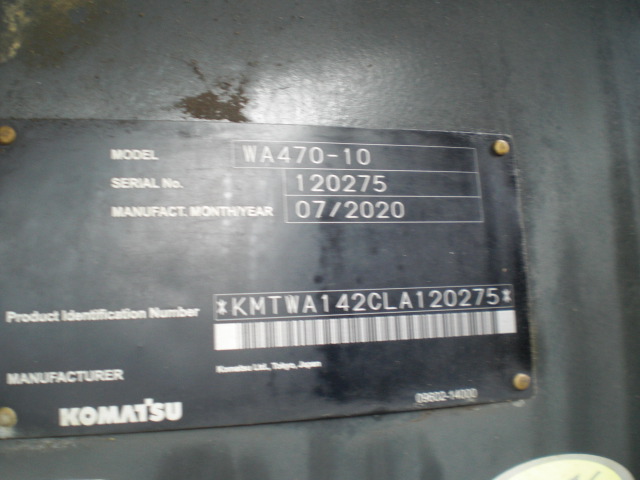 MODEL WA470-10
SERIAL No. 120275
MANUFACT. MONTH/YEAR 07/2020
Product Identification Number *KMTWA142CLA120275*
MANUFACTURER Komatsu Ltd., Tokyo, Japan
KOMATSU 09802-14000